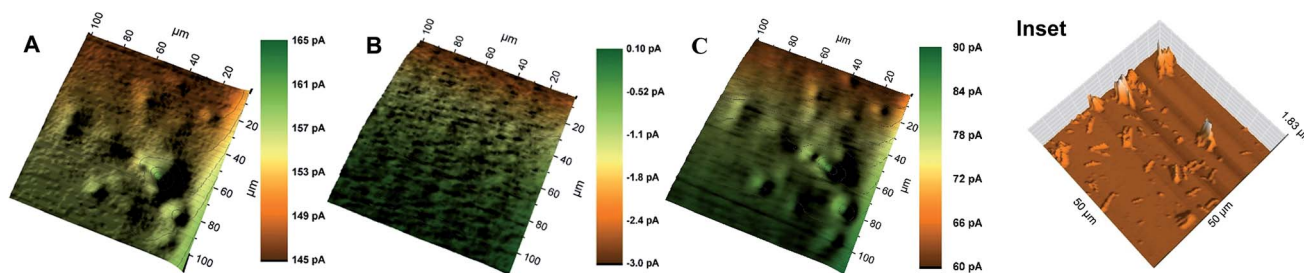 A
100
80
60
40
20
µm
20
40
60
80
100
µm
165 pA
161 pA
157 pA
153 pA
149 pA
145 pA
B
100
80
60
40
20
µm
20
40
60
80
100
µm
0.10 pA
-0.52 pA
-1.1 pA
-1.8 pA
-2.4 pA
-3.0 pA
C
100
80
60
40
20
µm
20
40
60
80
100
µm
90 pA
84 pA
78 pA
72 pA
66 pA
60 pA
Inset
50 µm
50 µm